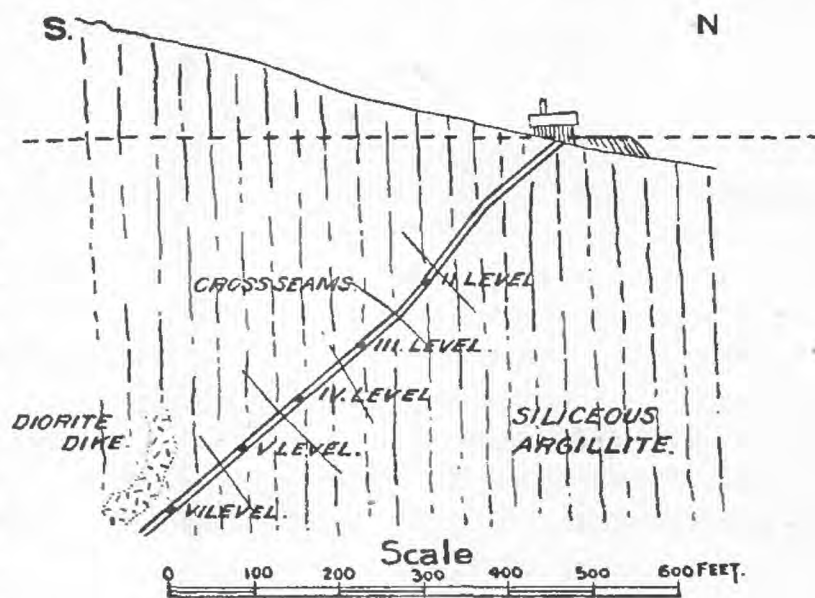 S.
N
CROSS SEAMS.
II LEVEL
III. LEVEL.
IV. LEVEL
DIORITE
DIKE.
SILICEOUS
ARGILLITE.
V LEVEL.
VI LEVEL.
Scale
0 100 200 300 400 500 600 FEET.